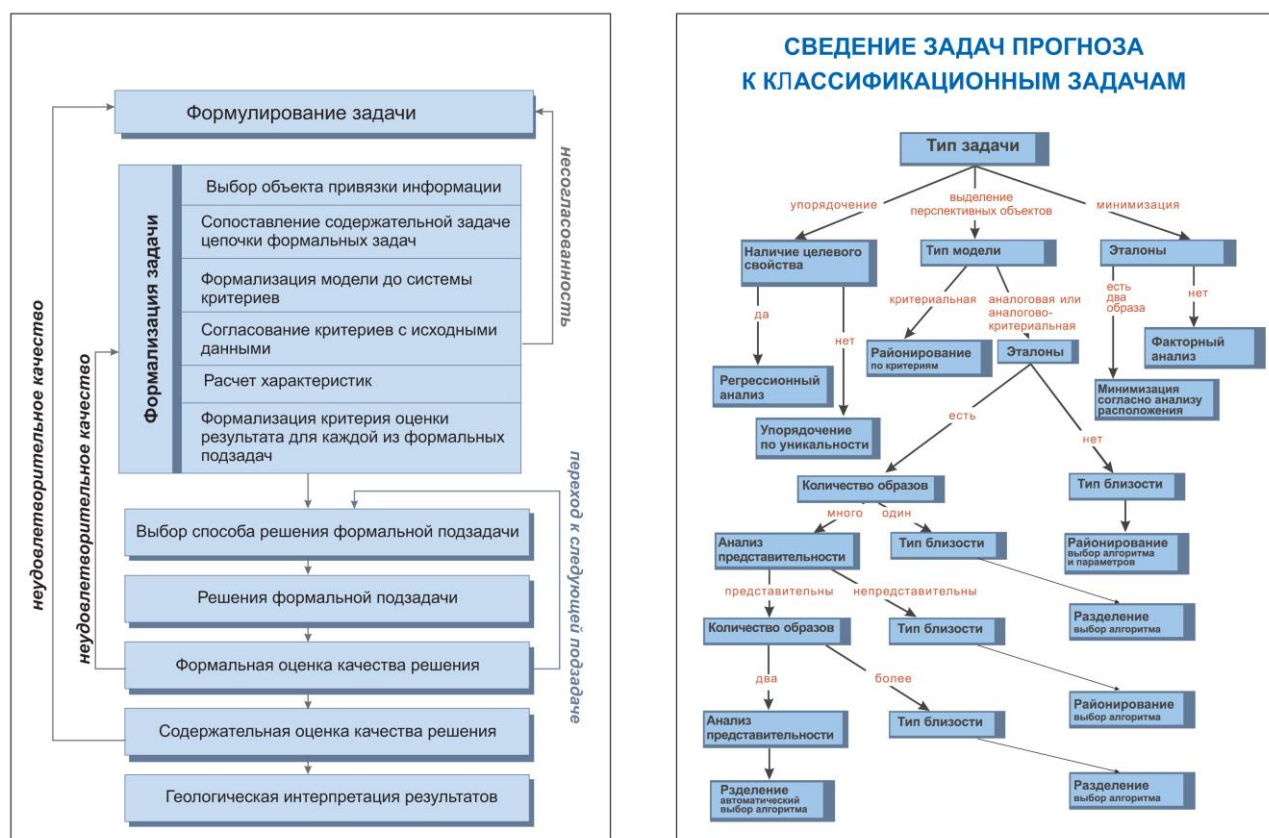 Формулирование задачи
Формализация задачи
Выбор объекта привязки информации
Сопоставление содержательной задаче
цепочки формальных задач
Формализация модели до системы
критериев
Согласование критериев с исходными
данными
Расчет характеристик
Формализация критерия оценки
результата для каждой из формальных
подзадач
несогласованность
неудовлетворительное качество
неудовлетворительное качество
Выбор способа решения формальной подзадачи
Решения формальной подзадачи
Формальная оценка качества решения
переход к следующей подзадаче
Содержательная оценка качества решения
Геологическая интерпретация результатов
СВЕДЕНИЕ ЗАДАЧ ПРОГНОЗА
К КЛАССИФИКАЦИОННЫМ ЗАДАЧАМ
Тип задачи
упорядочение
выделение
перспективных объектов
минимизация
Наличие целевого
свойства
Тип модели
Эталоны
да
нет
критериальная
аналоговая или
аналогово-
критериальная
есть
два
образа
нет
Регрессионный
анализ
Упорядочение
по уникальности
Районирование
по критериям
Эталоны
Факторный
анализ
Минимизация
согласно анализу
расположения
есть
нет
Количество образов
Тип близости
много
один
Анализ
представительности
Тип близости
Районирование
выбор алгоритма
и параметров
представительны
непредставительны
Разделение
выбор алгоритма
Количество образов
Тип близости
два
более
Районирование
выбор алгоритма
Анализ
представительности
Тип близости
Рзделение
автоматический
выбор алгоритма
Разделение
выбор алгоритма